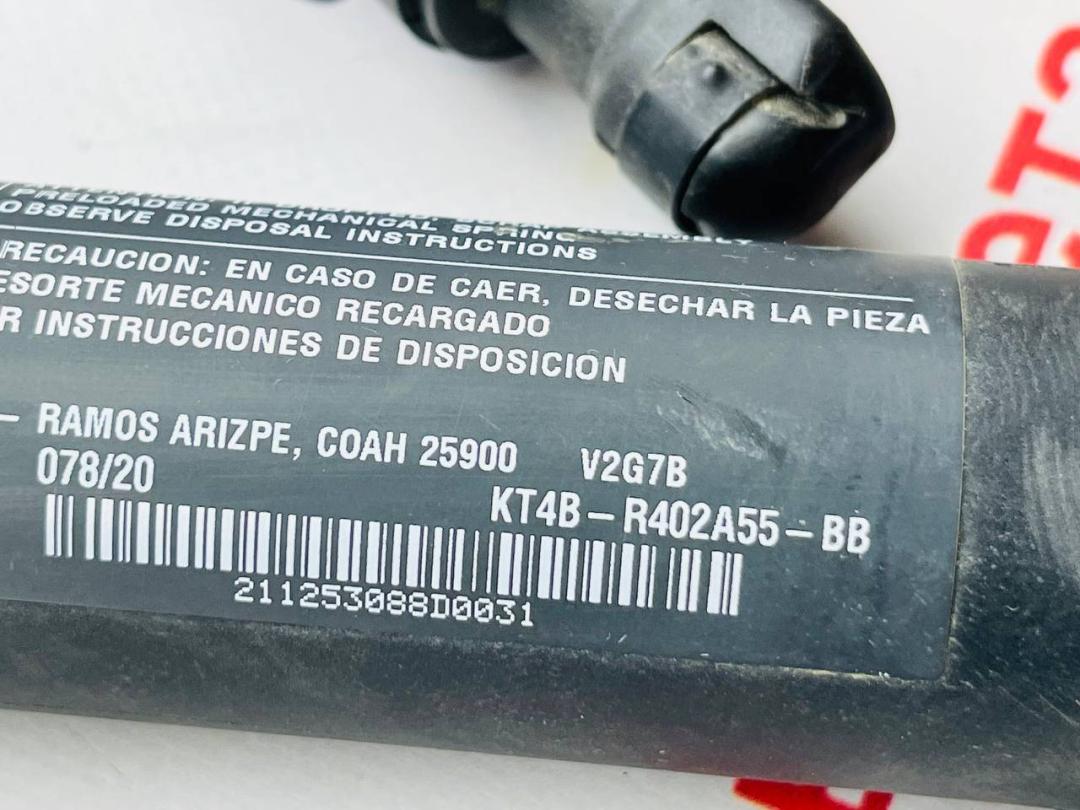 PRELOADED MECHANICAL SPRING
OBSERVE DISPOSAL INSTRUCTIONS
RECAUCION: EN CASO DE CAER, DESECHAR LA PIEZA
ESORTE MECANICO RECARGADO
R INSTRUCCIONES DE DISPOSICION
– RAMOS ARIZPE, COAH 25900 V2G7B
078/20
KT4B – R402A55 – BB
211253088D0031